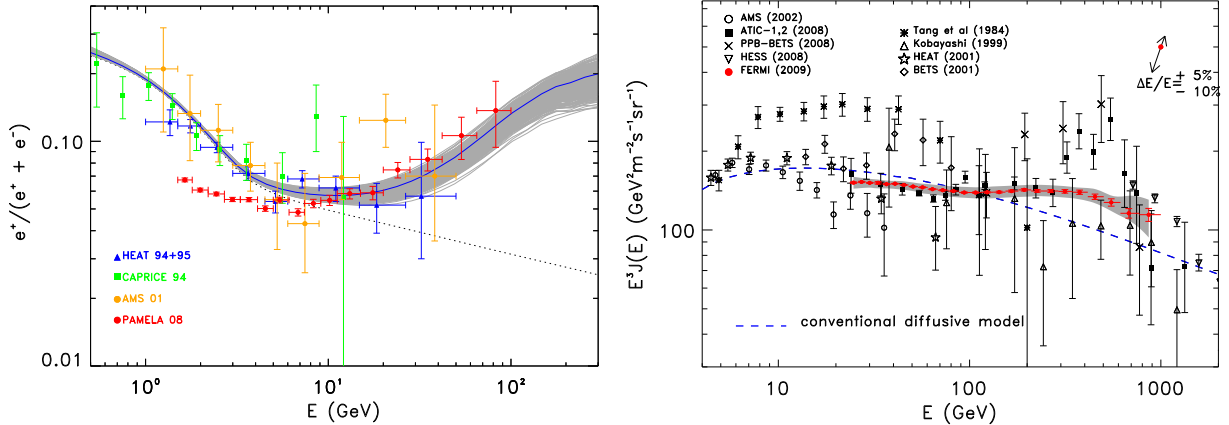 e⁺/(e⁺ + e⁻)
0.10
0.01
HEAT 94+95
CAPRICE 94
AMS 01
PAMELA 08
10⁰
10¹
10²
E (GeV)
E³J(E) (GeV²m⁻²s⁻¹sr⁻¹)
100
AMS (2002)
ATIC-1,2 (2008)
PPB-BETS (2008)
HESS (2008)
FERMI (2009)
Tang et al (1984)
Kobayashi (1999)
HEAT (2001)
BETS (2001)
ΔE/E= + 5%
− 10%
conventional diffusive model
10
100
1000
E (GeV)